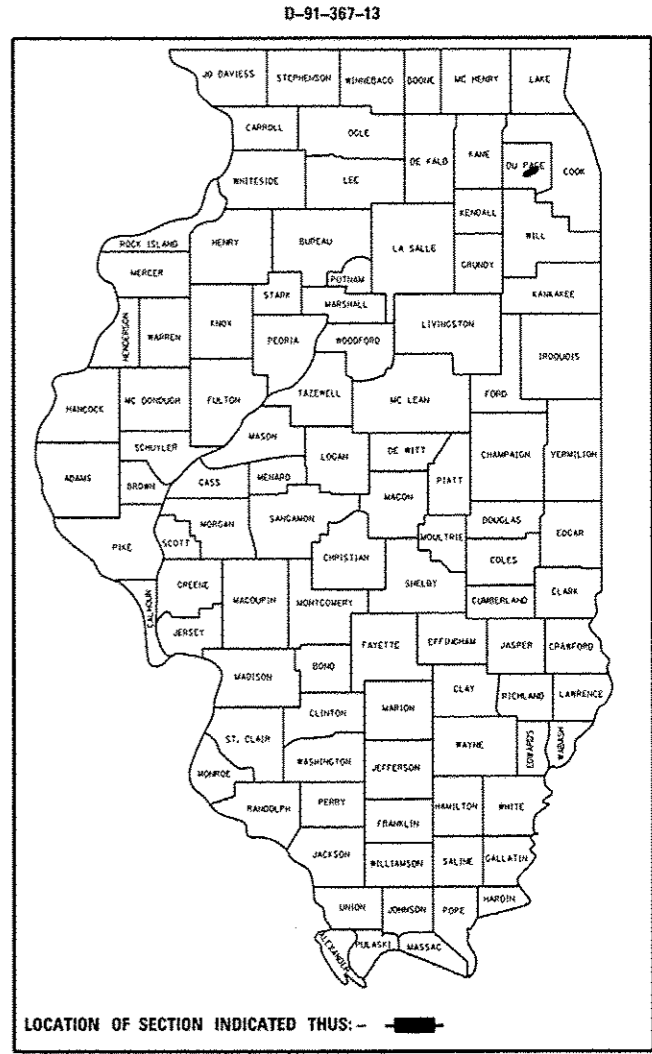 D-91-367-13
JO DAVIESS STEPHENSON WINNEBAGO BOONE MC HENRY LAKE
CARROLL OGLE DE KALB KANE DU PAGE COOK
WHITESIDE LEE
KENDALL WILL
ROCK ISLAND HENRY BUREAU LA SALLE GRUNDY
MERCER PUTNAM
STARK MARSHALL KANKAKEE
HENDERSON WARREN KNOX PEORIA WOODFORD LIVINGSTON IROQUOIS
HANCOCK MC DONOUGH FULTON TAZEWELL MC LEAN FORD
SCHUYLER MASON LOGAN DE WITT CHAMPAIGN VERMILION
ADAMS BROWN CASS MENARD MACON PIATT
PIKE SCOTT MORGAN SANGAMON CHRISTIAN MOULTRIE DOUGLAS EDGAR
COLES
CALHOUN GREENE MACOUPIN MONTGOMERY SHELBY CUMBERLAND CLARK
JERSEY
FAYETTE EFFINGHAM JASPER CRAWFORD
MADISON BOND
CLAY RICHLAND LAWRENCE
CLINTON MARION
ST. CLAIR WAYNE EDWARDS WABASH
WASHINGTON JEFFERSON
MONROE
RANDOLPH PERRY HAMILTON WHITE
FRANKLIN
JACKSON WILLIAMSON SALINE GALLATIN
UNION JOHNSON POPE HARDIN
ALEXANDER PULASKI MASSAC
LOCATION OF SECTION INDICATED THUS: -